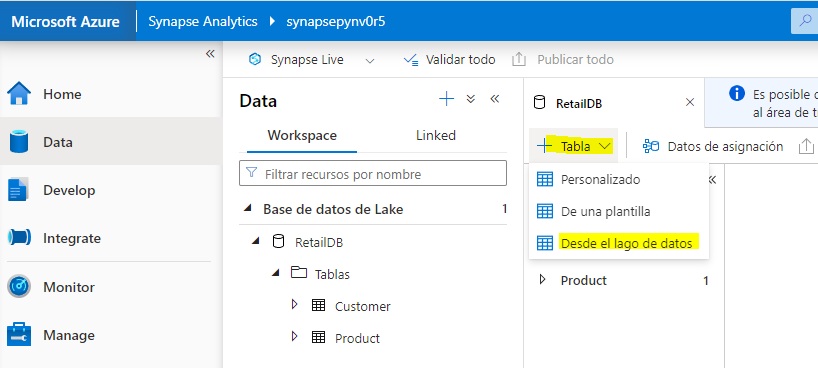 Microsoft Azure
Synapse Analytics
synapsepynv0r5
«
Synapse Live
Validar todo
Publicar todo
Home
Data
Develop
Integrate
Monitor
Manage
Data
«
Workspace
Linked
Filtrar recursos por nombre
Base de datos de Lake 1
RetailDB
Tablas
Customer
Product
RetailDB
Es posible
al área de
Tabla
Datos de asignación
Personalizado
De una plantilla
Desde el lago de datos
«
Product 1